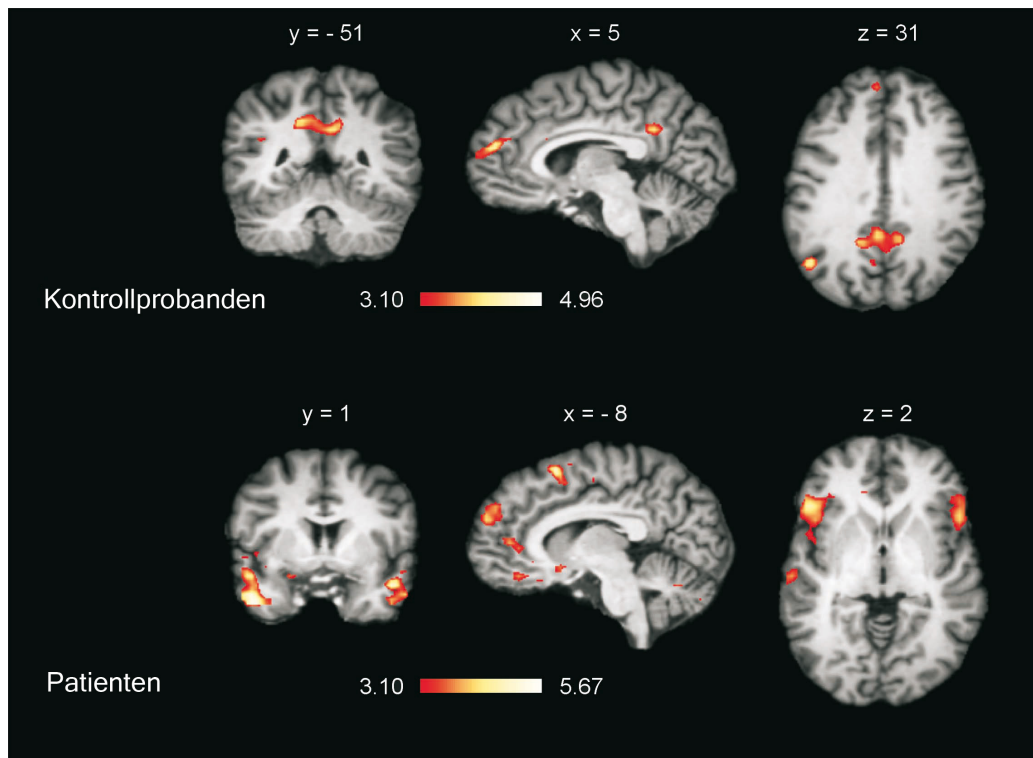 y = - 51
x = 5
z = 31
Kontrollprobanden
3.10
4.96
y = 1
x = - 8
z = 2
Patienten
3.10
5.67